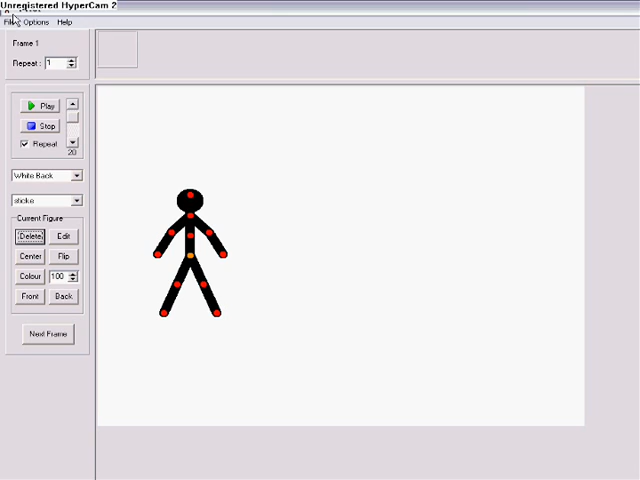 Unregistered HyperCam 2
File Options Help
Frame 1
Repeat : 1
Play
Stop
Repeat
20
White Back
sticke
Current Figure
Delete Edit
Center Flip
Colour 100
Front Back
Next Frame